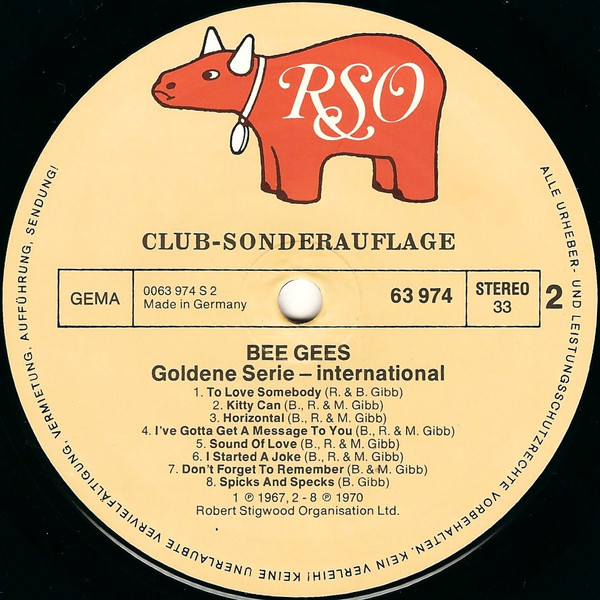 RSO
CLUB-SONDERAUFLAGE
GEMA
0063 974 S 2
Made in Germany
63 974
STEREO
33
2
BEE GEES
Goldene Serie – international
1. To Love Somebody (R. & B. Gibb)
2. Kitty Can (B., R. & M. Gibb)
3. Horizontal (B., R. & M. Gibb)
4. I've Gotta Get A Message To You (B., R. & M. Gibb)
5. Sound Of Love (B., R. & M. Gibb)
6. I Started A Joke (B., R. & M. Gibb)
7. Don't Forget To Remember (B. & M. Gibb)
8. Spicks And Specks (B. Gibb)
1 ℗ 1967, 2 - 8 ℗ 1970
Robert Stigwood Organisation Ltd.
ALLE URHEBER- UND LEISTUNGSSCHUTZRECHTE VORBEHALTEN. KEIN VERLEIH! KEINE UNERLAUBTE VERVIELFÄLTIGUNG, VERMIETUNG, AUFFÜHRUNG, SENDUNG!